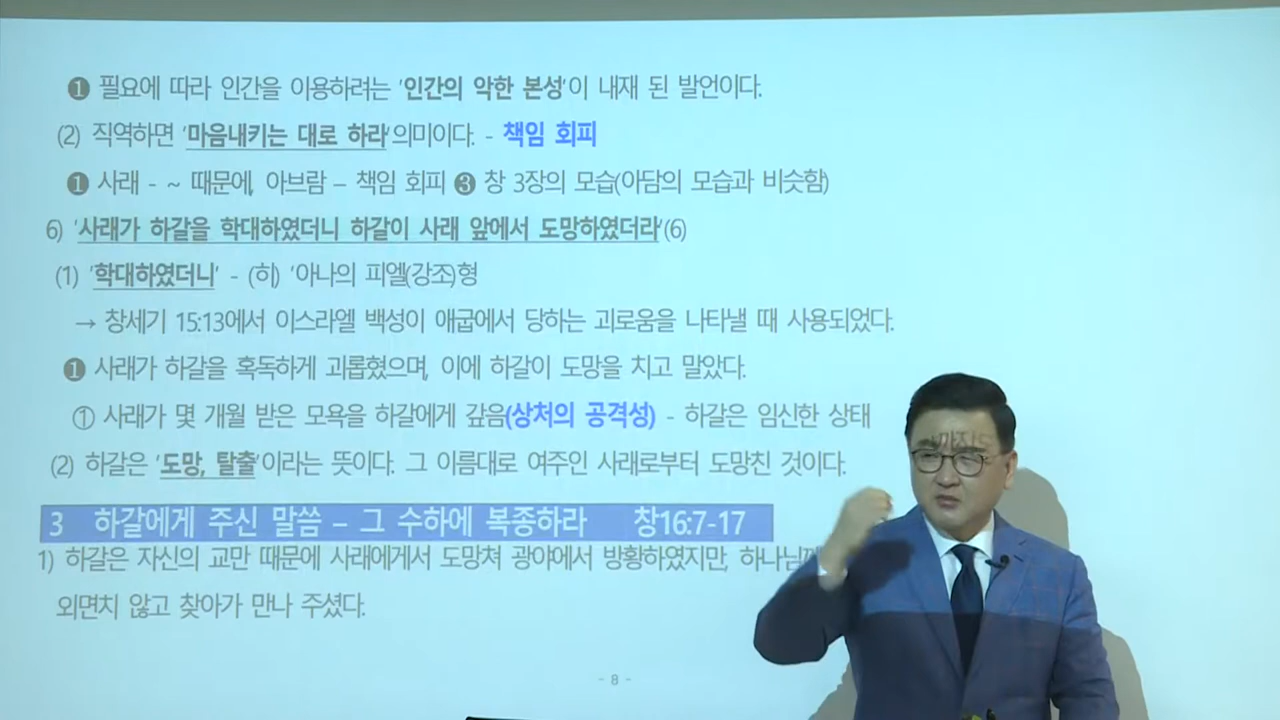 ❶ 필요에 따라 인간을 이용하려는 '인간의 악한 본성'이 내재 된 발언이다.
(2) 직역하면 '마음내키는 대로 하라'의미이다. - 책임 회피
❶ 사래 - ~ 때문에, 아브람 – 책임 회피 ❸ 창 3장의 모습(아담의 모습과 비슷함)
6) '사래가 하갈을 학대하였더니 하갈이 사래 앞에서 도망하였더라'(6)
(1) '학대하였더니' - (히) '아나의 피엘(강조)형
→ 창세기 15:13에서 이스라엘 백성이 애굽에서 당하는 괴로움을 나타낼 때 사용되었다.
❶ 사래가 하갈을 혹독하게 괴롭혔으며, 이에 하갈이 도망을 치고 말았다.
① 사래가 몇 개월 받은 모욕을 하갈에게 갚음(상처의 공격성) - 하갈은 임신한 상태
(2) 하갈은 '도망, 탈출'이라는 뜻이다. 그 이름대로 여주인 사래로부터 도망친 것이다.
3 하갈에게 주신 말씀 – 그 수하에 복종하라 창16:7-17
1) 하갈은 자신의 교만 때문에 사래에게서 도망쳐 광야에서 방황하였지만, 하나님께
외면치 않고 찾아가 만나 주셨다.
- 8 -